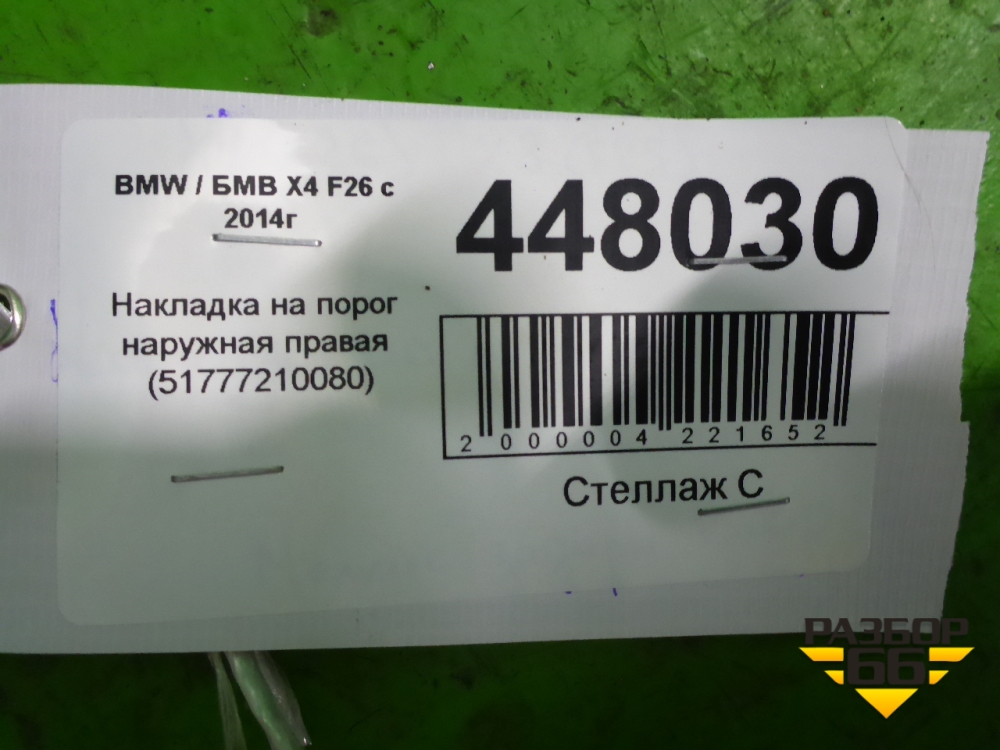 BMW / БМВ X4 F26 с
2014г
448030
Накладка на порог
наружная правая
(51777210080)
2 000004 221652
Стеллаж С
РАЗБОР
66